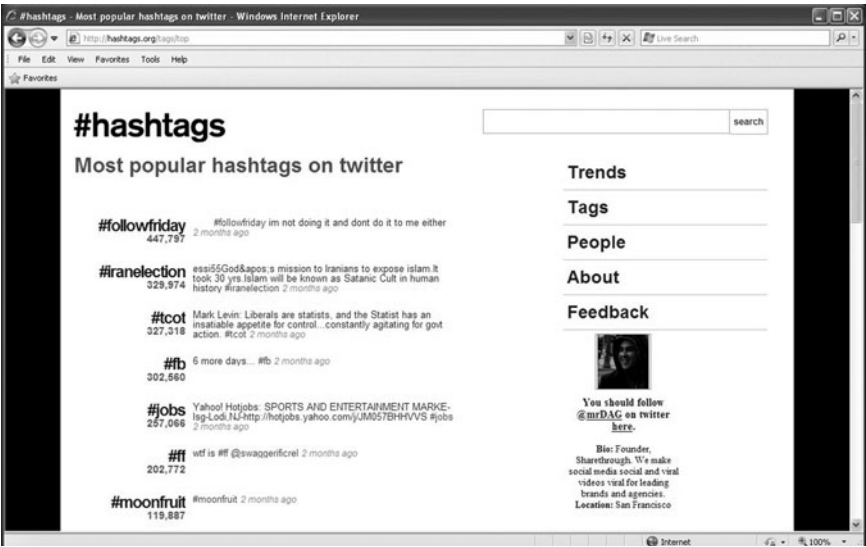 #hashtags - Most popular hashtags on twitter - Windows Internet Explorer
http://hashtags.org/tags/top
Live Search
File Edit View Favorites Tools Help
Favorites
#hashtags
search
Most popular hashtags on twitter
#followfriday
447,797
#followfriday im not doing it and dont do it to me either
2 months ago
#iranelection
329,974
essi55God&apos;s mission to Iranians to expose islam.It
took 30 yrs.Islam will be known as Satanic Cult in human
history #iranelection 2 months ago
#tcot
327,318
Mark Levin: Liberals are statists, and the Statist has an
insatiable appetite for control...constantly agitating for govt
action. #tcot 2 months ago
#fb
302,560
6 more days... #fb 2 months ago
#jobs
257,066
Yahoo! Hotjobs: SPORTS AND ENTERTAINMENT MARKE-
Isg-Lodi,NJ-http://hotjobs.yahoo.com/j/JM057BHHVVS #jobs
2 months ago
#ff
202,772
wtf is #ff @swaggerificrel 2 months ago
#moonfruit
119,887
#moonfruit 2 months ago
Trends
Tags
People
About
Feedback
You should follow
@mrDAG on twitter
here.
Bio: Founder,
Sharethrough. We make
social media social and viral
videos viral for leading
brands and agencies.
Location: San Francisco
Internet
100%